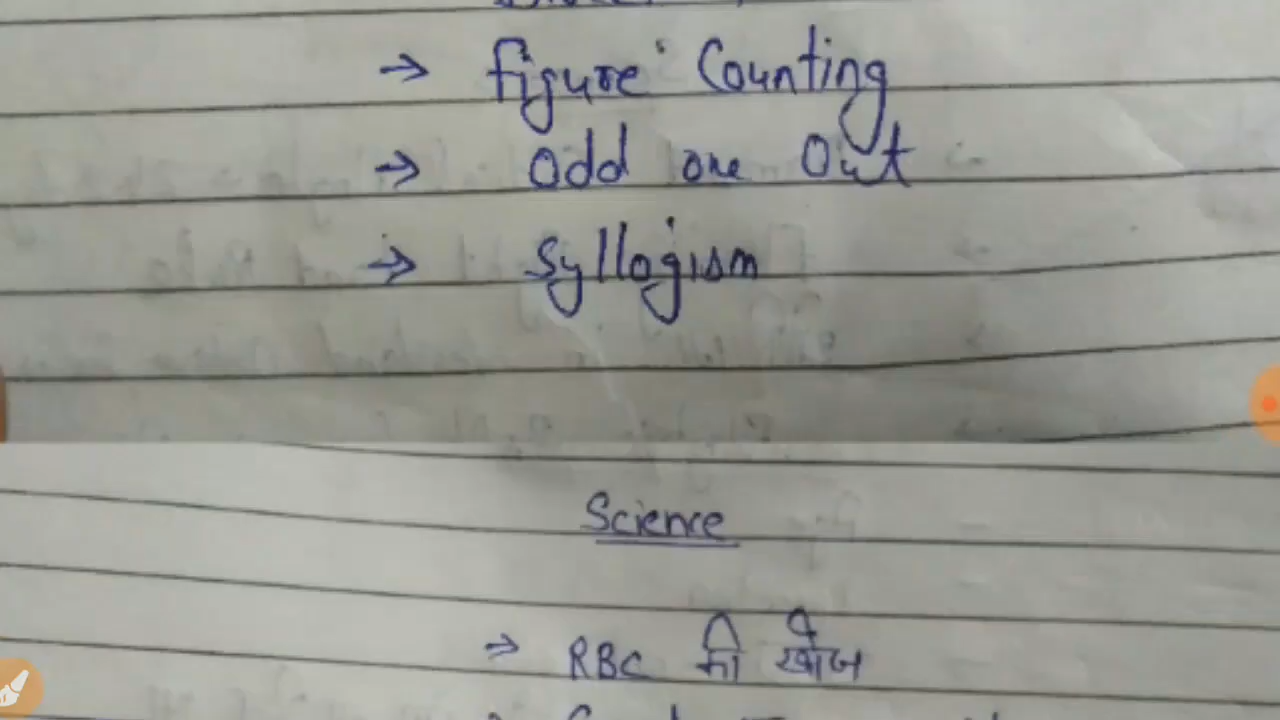 → Figure Counting
→ Odd one Out
→ Syllogism
Science
→ RBC की खोज